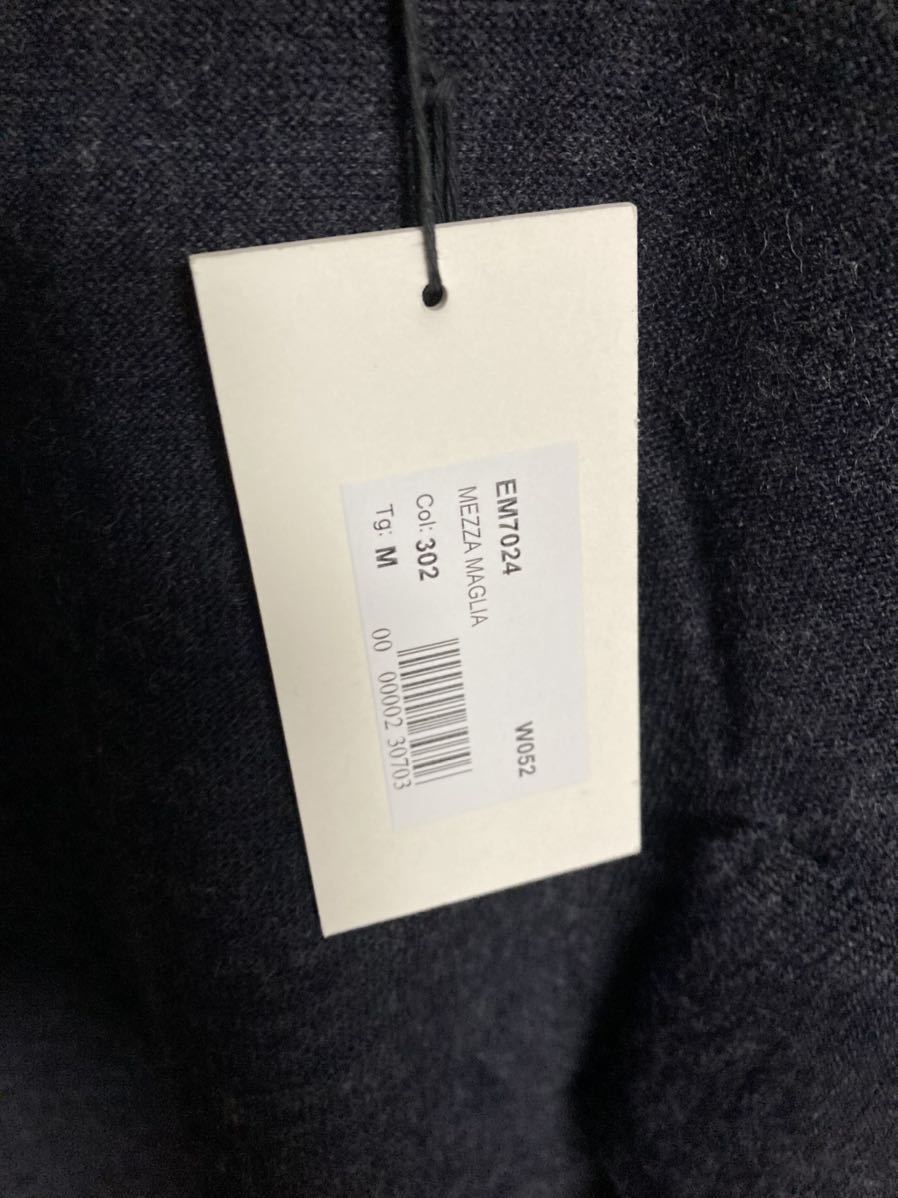 EM7024
W052
MEZZA MAGLIA
Col: 302
Tg: M
00 00002 30703